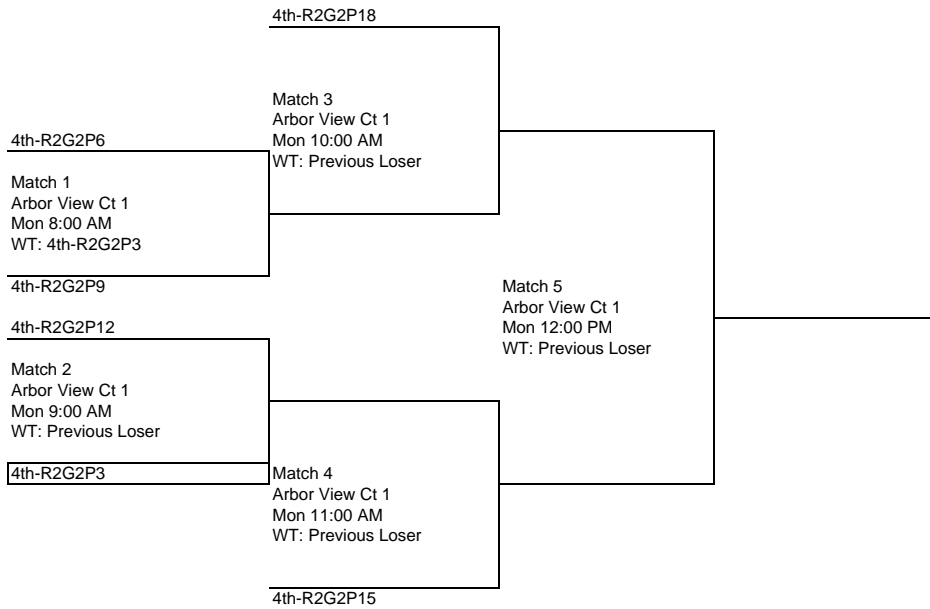 4th-R2G2P18
Match 3
Arbor View Ct 1
Mon 10:00 AM
WT: Previous Loser
4th-R2G2P6
Match 1
Arbor View Ct 1
Mon 8:00 AM
WT: 4th-R2G2P3
4th-R2G2P9
Match 5
Arbor View Ct 1
Mon 12:00 PM
WT: Previous Loser
4th-R2G2P12
Match 2
Arbor View Ct 1
Mon 9:00 AM
WT: Previous Loser
4th-R2G2P3
Match 4
Arbor View Ct 1
Mon 11:00 AM
WT: Previous Loser
4th-R2G2P15